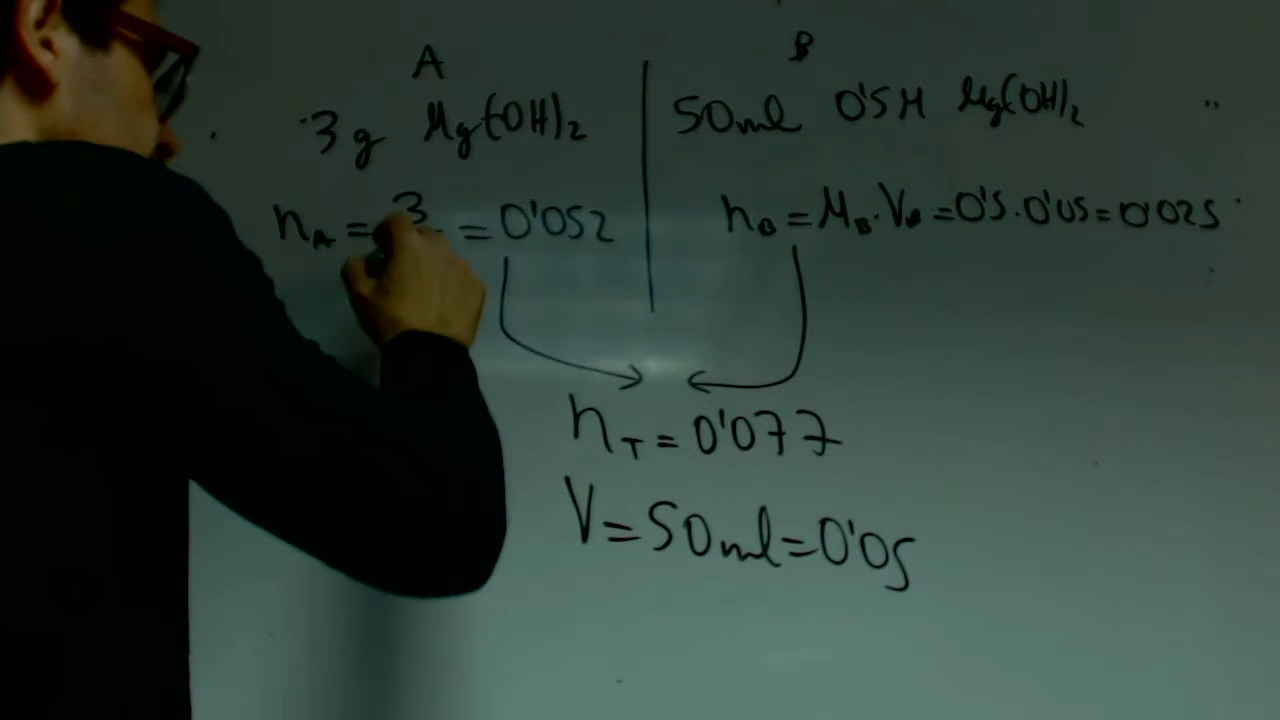 A
B
3g Mg(OH)2
50ml 0'5M Mg(OH)2
nA = 3 = 0'052
nB = MB · VB = 0'5 · 0'05 = 0'025
nT = 0'077
V = 50ml = 0'05